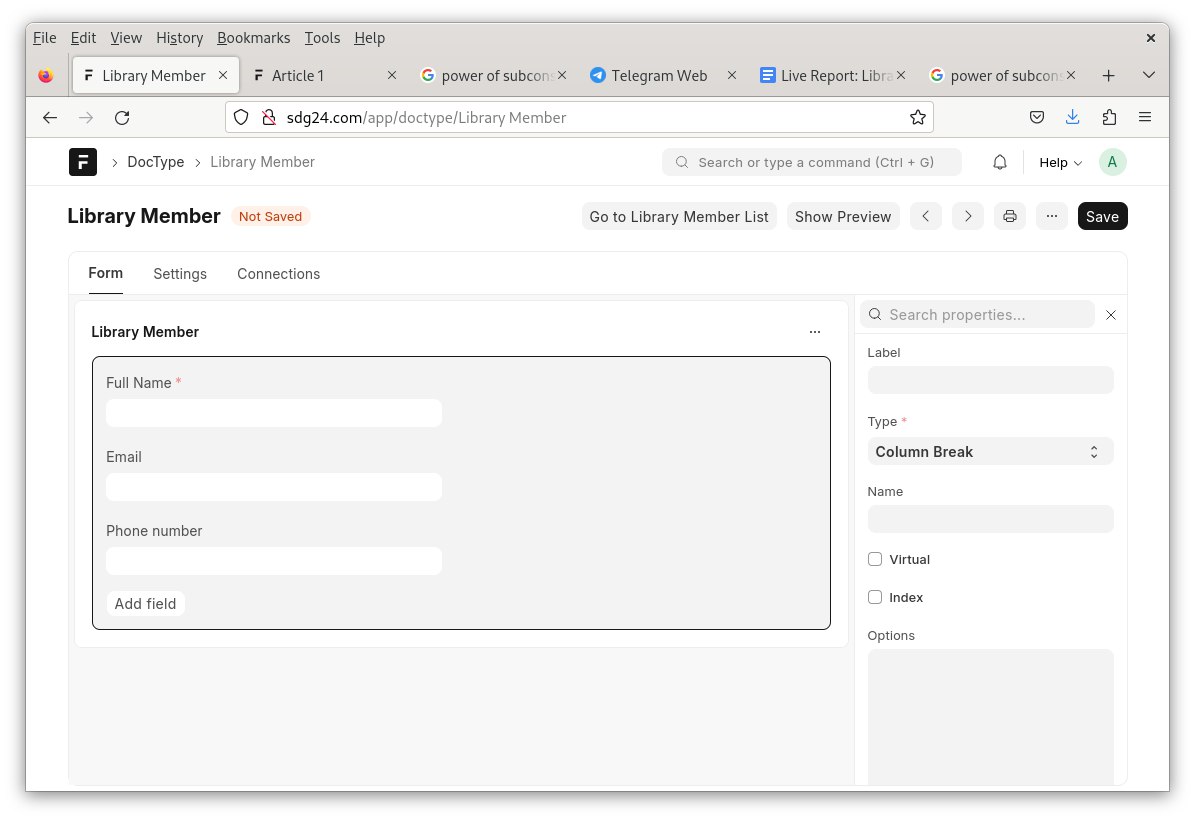 File Edit View History Bookmarks Tools Help
Library Member Article 1 power of subcons Telegram Web Live Report: Libra power of subcons
sdg24.com/app/doctype/Library Member
F DocType Library Member Search or type a command (Ctrl + G) Help A
Library Member Not Saved Go to Library Member List Show Preview ... Save
Form Settings Connections
Search properties...
Library Member ...
Label
Full Name *
Type *
Column Break
Email
Name
Phone number
Virtual
Add field
Index
Options